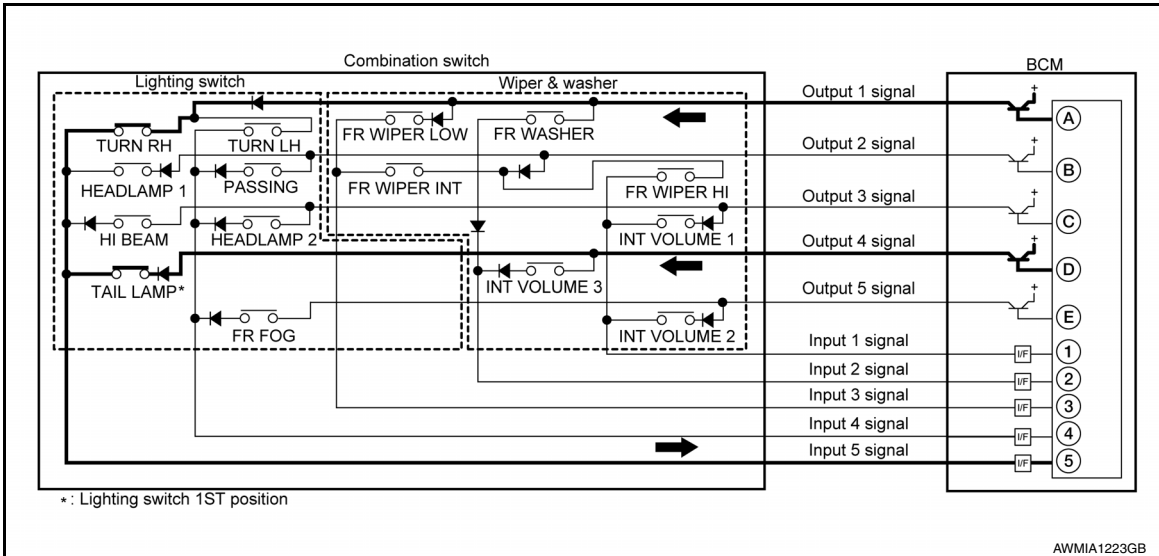 Combination switch
BCM
Lighting switch
Wiper & washer
Output 1 signal
+
A
TURN RH
TURN LH
FR WIPER LOW
FR WASHER
Output 2 signal
+
B
HEADLAMP 1
PASSING
FR WIPER INT
FR WIPER HI
Output 3 signal
+
C
HI BEAM
HEADLAMP 2
INT VOLUME 1
Output 4 signal
+
D
TAIL LAMP*
INT VOLUME 3
Output 5 signal
+
E
FR FOG
INT VOLUME 2
Input 1 signal
I/F
1
Input 2 signal
I/F
2
Input 3 signal
I/F
3
Input 4 signal
I/F
4
Input 5 signal
I/F
5
* : Lighting switch 1ST position
AWMIA1223GB